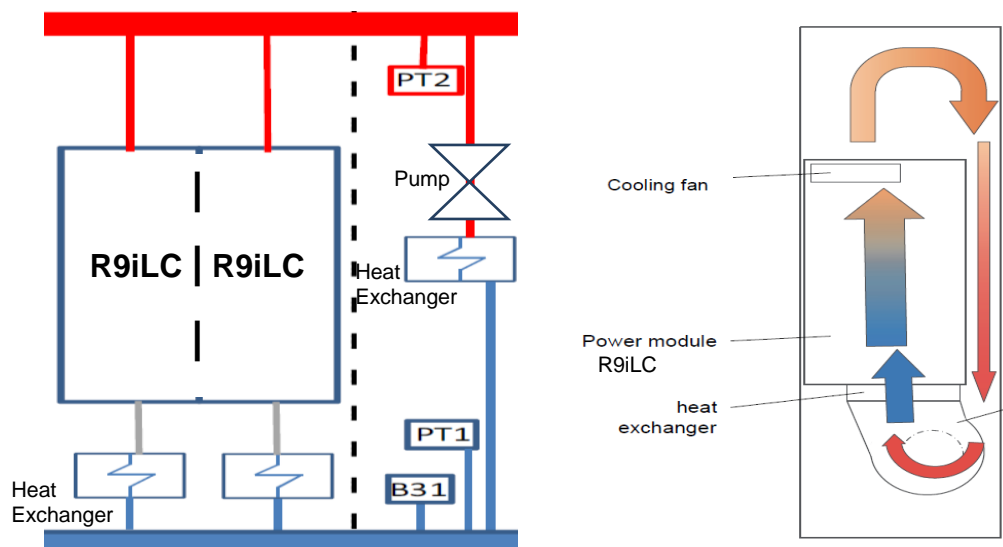 PT2
Pump
R9iLC
R9iLC
Heat
Exchanger
PT1
B31
Heat
Exchanger
Cooling fan
Power module
R9iLC
heat
exchanger